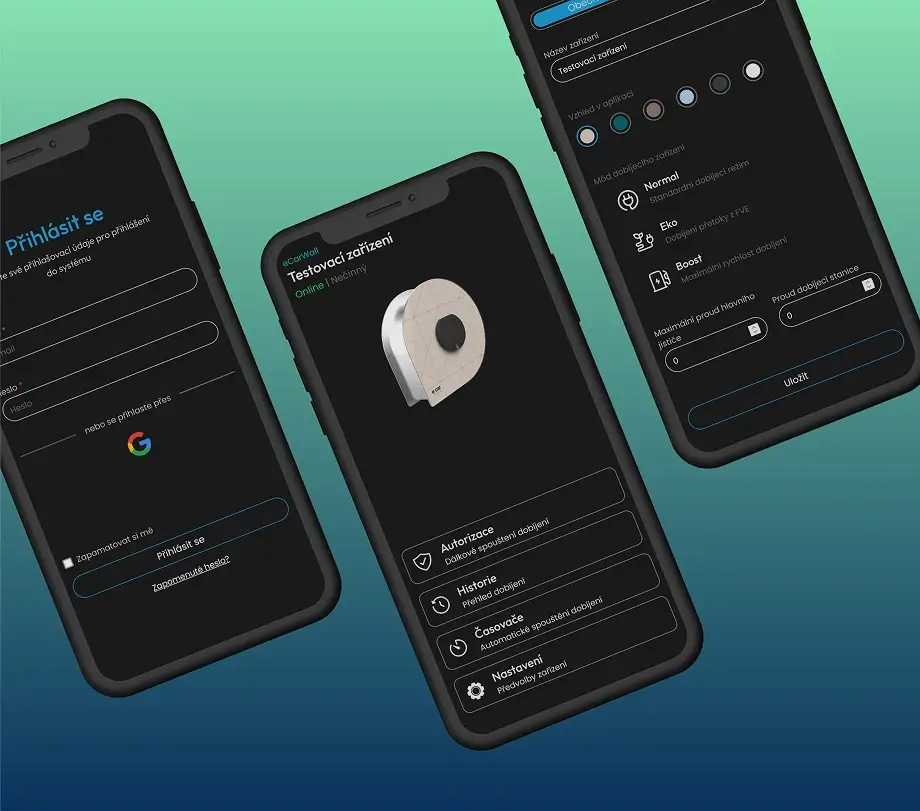 Přihlásit se
te své přihlašovací údaje pro přihlášení
do systému
*
mail
Heslo *
Heslo
nebo se přihlaste přes
Zapamatovat si mě
Přihlásit se
Zapomenuté heslo?
eCarWall
Testovací zařízení
Online | Nečinný
Autorizace
Dálkové spouštění dobíjení
Historie
Přehled dobíjení
Časovače
Automatické spouštění dobíjení
Nastavení
Předvolby zařízení
Obecn
Název zařízení
Testovací zařízení
Vzhled v aplikaci
Mód dobíjecího zařízení
Normal
Standardní dobíjecí režim
Eko
Dobíjení přetoky z FVE
Boost
Maximální rychlost dobíjení
Maximální proud hlavního
jističe
0
Proud dobíjecí stanice
0
Uložit